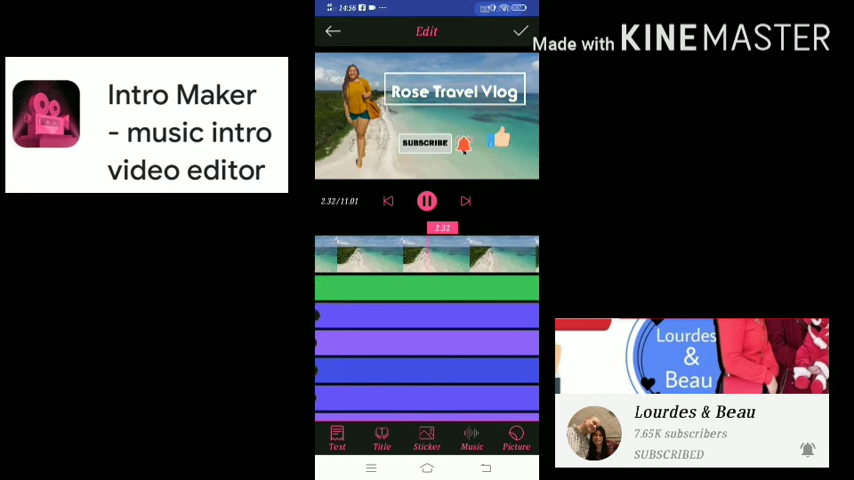 14:56
Edit
Made with KINEMASTER
Intro Maker
- music intro
video editor
Rose Travel Vlog
SUBSCRIBE
2.32/11.01
2.32
Lourdes
&
Beau
Lourdes & Beau
7.65K subscribers
SUBSCRIBED
Text Title Sticker Music Picture